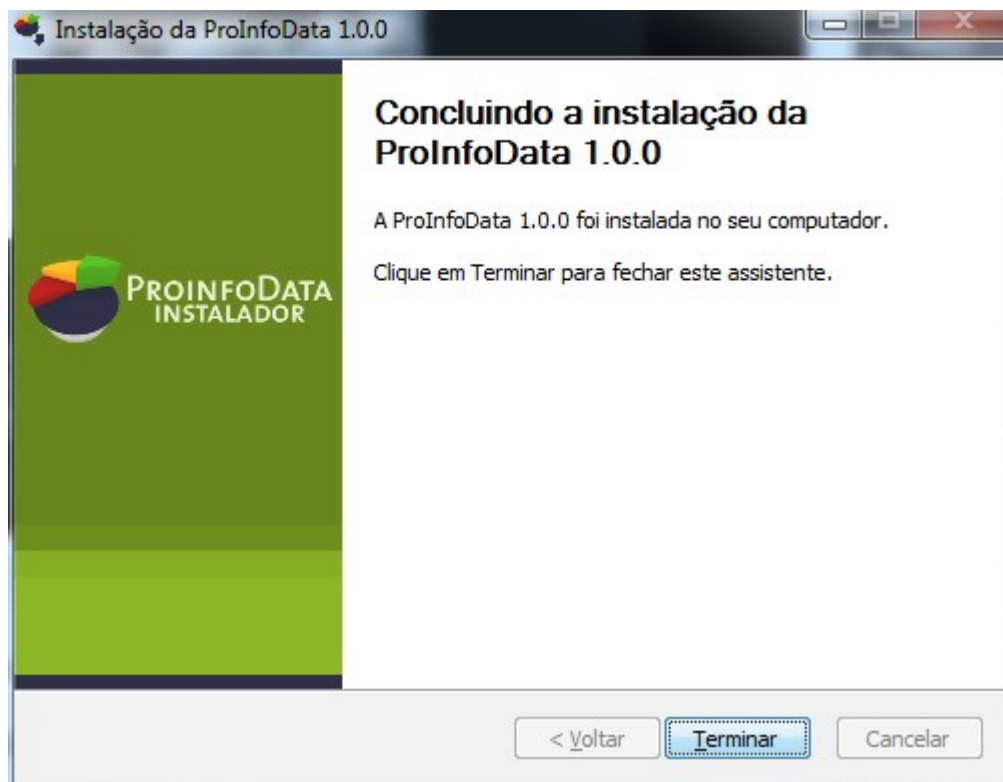 Instalação da ProInfoData 1.0.0
Concluindo a instalação da
ProInfoData 1.0.0
A ProInfoData 1.0.0 foi instalada no seu computador.
Clique em Terminar para fechar este assistente.
PROINFODATA
INSTALADOR
< Voltar
Terminar
Cancelar